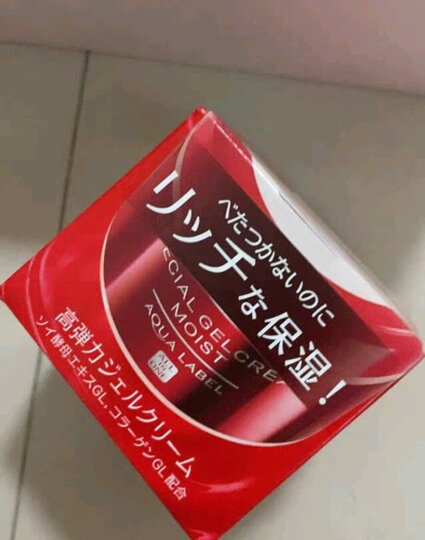 べたつかないのに
リッチな保湿！
ECIAL GEL CREA
MOIST
AQUA LABEL
ALL
IN
ONE
高弾力ジェルクリーム
ソイ酵母エキスGL,コラーゲンGL配合